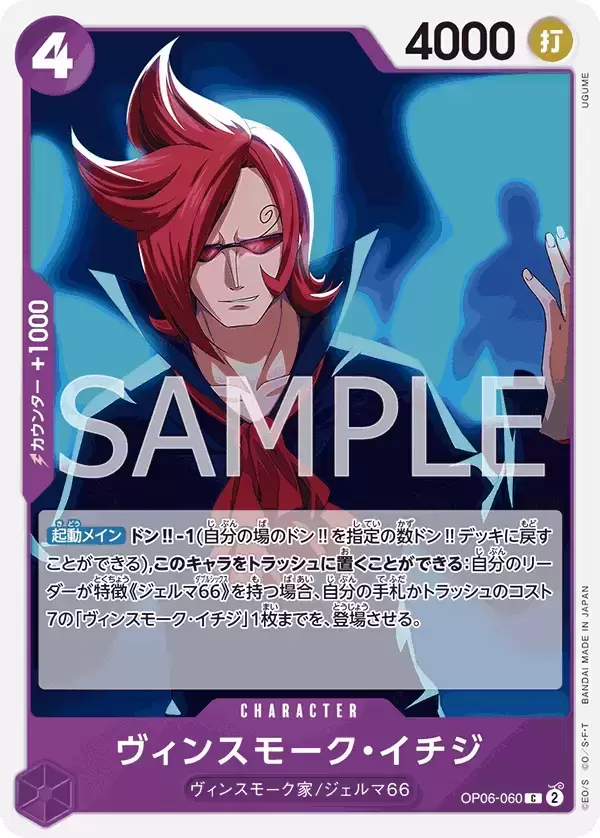 4
4000 打
UGUME
カウンター +1000
SAMPLE
起動メイン ドン!!-1(自分の場のドン!!を指定の数ドン!!デッキに戻す
ことができる),このキャラをトラッシュに置くことができる:自分のリー
ダーが特徴《ジェルマ66》を持つ場合、自分の手札かトラッシュのコスト
7の「ヴィンスモーク・イチジ」1枚までを、登場させる。
CHARACTER
ヴィンスモーク・イチジ
ヴィンスモーク家/ジェルマ66
OP06-060 C 2
©E.O/S ©O/S・F・T BANDAI MADE IN JAPAN